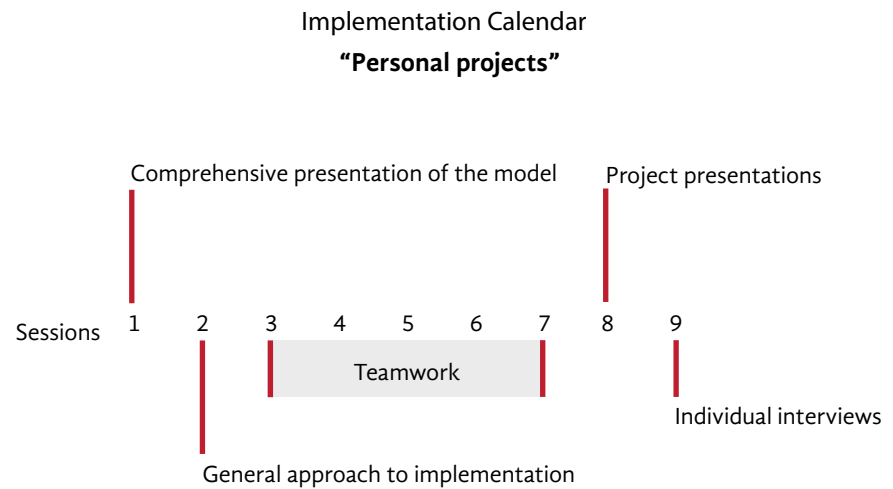 Implementation Calendar
“Personal projects”
Comprehensive presentation of the model
Project presentations
Sessions 1 2 3 4 5 6 7 8 9
Teamwork
Individual interviews
General approach to implementation